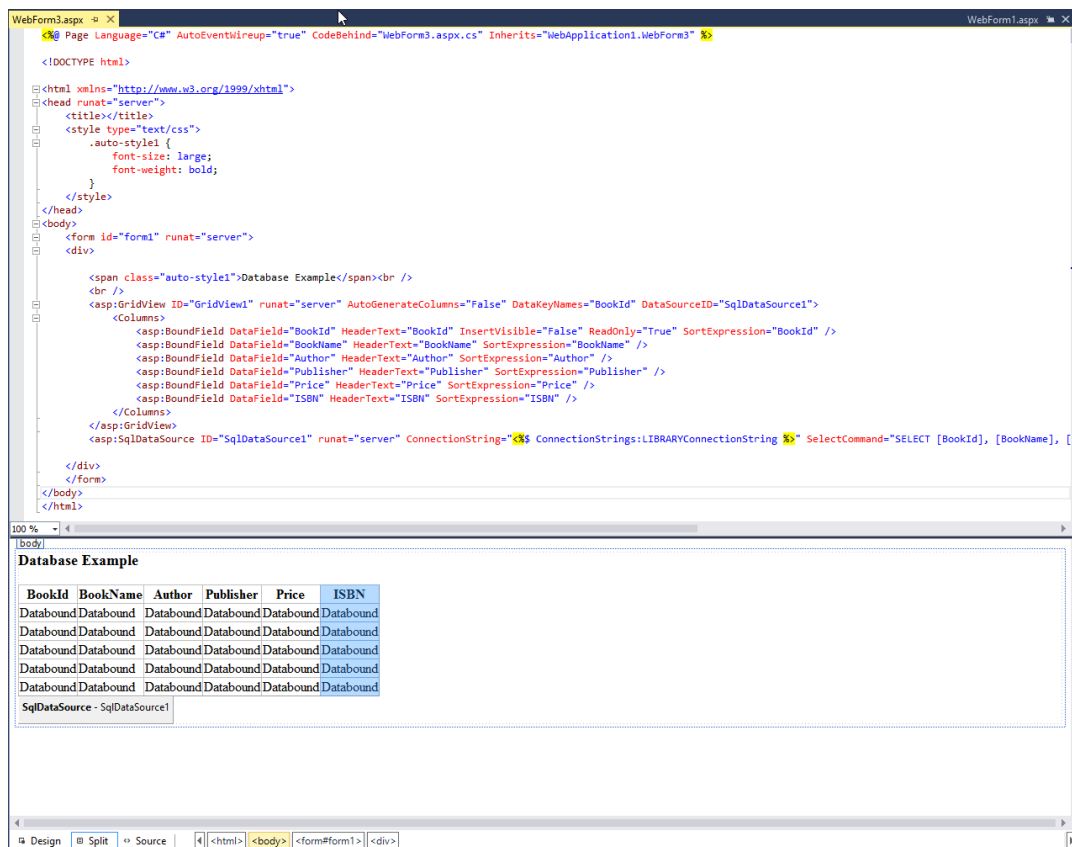 WebForm3.aspx WebForm1.aspx
<%@ Page Language="C#" AutoEventWireup="true" CodeBehind="WebForm3.aspx.cs" Inherits="WebApplication1.WebForm3" %>
<!DOCTYPE html>
<html xmlns="http://www.w3.org/1999/xhtml">
<head runat="server">
<title></title>
<style type="text/css">
.auto-style1 {
font-size: large;
font-weight: bold;
}
</style>
</head>
<body>
<form id="form1" runat="server">
<div>
<span class="auto-style1">Database Example</span><br />
<br />
<asp:GridView ID="GridView1" runat="server" AutoGenerateColumns="False" DataKeyNames="BookId" DataSourceID="SqlDataSource1">
<Columns>
<asp:BoundField DataField="BookId" HeaderText="BookId" InsertVisible="False" ReadOnly="True" SortExpression="BookId" />
<asp:BoundField DataField="BookName" HeaderText="BookName" SortExpression="BookName" />
<asp:BoundField DataField="Author" HeaderText="Author" SortExpression="Author" />
<asp:BoundField DataField="Publisher" HeaderText="Publisher" SortExpression="Publisher" />
<asp:BoundField DataField="Price" HeaderText="Price" SortExpression="Price" />
<asp:BoundField DataField="ISBN" HeaderText="ISBN" SortExpression="ISBN" />
</Columns>
</asp:GridView>
<asp:SqlDataSource ID="SqlDataSource1" runat="server" ConnectionString="<%$ ConnectionStrings:LIBRARYConnectionString %>" SelectCommand="SELECT [BookId], [BookName], [
</div>
</form>
</body>
</html>
100 %
body
Database Example
BookId BookName Author Publisher Price ISBN
Databound Databound Databound Databound Databound Databound
Databound Databound Databound Databound Databound Databound
Databound Databound Databound Databound Databound Databound
Databound Databound Databound Databound Databound Databound
Databound Databound Databound Databound Databound Databound
SqlDataSource - SqlDataSource1
Design Split Source <html> <body> <form#form1> <div>